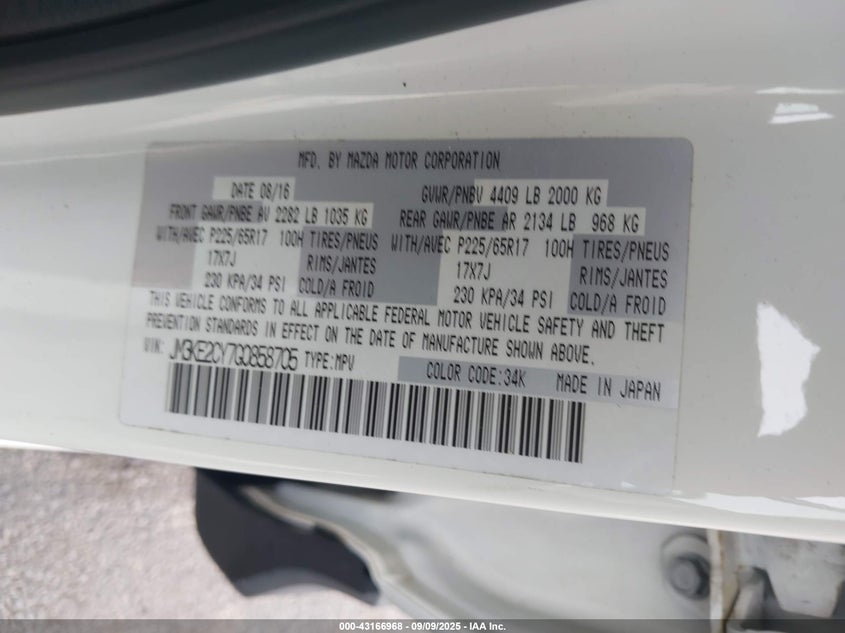 MFD. BY MAZDA MOTOR CORPORATION
DATE 08/16 GVWR/PNBV 4409 LB 2000 KG
FRONT GAWR/PNBE AV 2282 LB 1035 KG REAR GAWR/PNBE AR 2134 LB 968 KG
WITH/AVEC P225/65R17 100H TIRES/PNEUS WITH/AVEC P225/65R17 100H TIRES/PNEUS
17X7J RIMS/JANTES 17X7J RIMS/JANTES
230 KPA/34 PSI COLD/A FROID 230 KPA/34 PSI COLD/A FROID
THIS VEHICLE CONFORMS TO ALL APPLICABLE FEDERAL MOTOR VEHICLE SAFETY AND THEFT
PREVENTION STANDARDS IN EFFECT ON THE DATE OF MANUFACTURE SHOWN ABOVE.
VIN: JM3KE2CY7G0858705 TYPE:MPV
COLOR CODE:34K MADE IN JAPAN
000-43166968 - 09/09/2025 - IAA Inc.